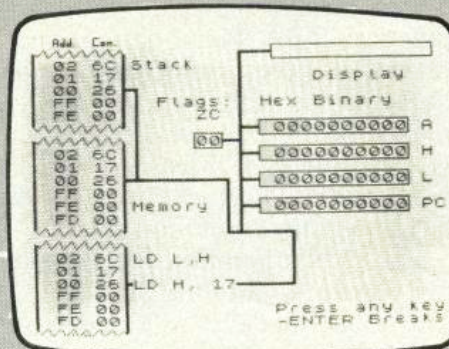 Add. Con.
02 6C Stack
01 17
00 26
FF 00
FE 00
02 6C
01 17
00 26
FF 00
FE 00 Memory
FD 00
02 6C LD L,H
01 17
00 26 LD H, 17
FF 00
FE 00
FD 00
Display
Flags: Hex Binary
ZC
00
0000000000 A
0000000000 H
0000000000 L
0000000000 PC
Press any key
-ENTER Breaks